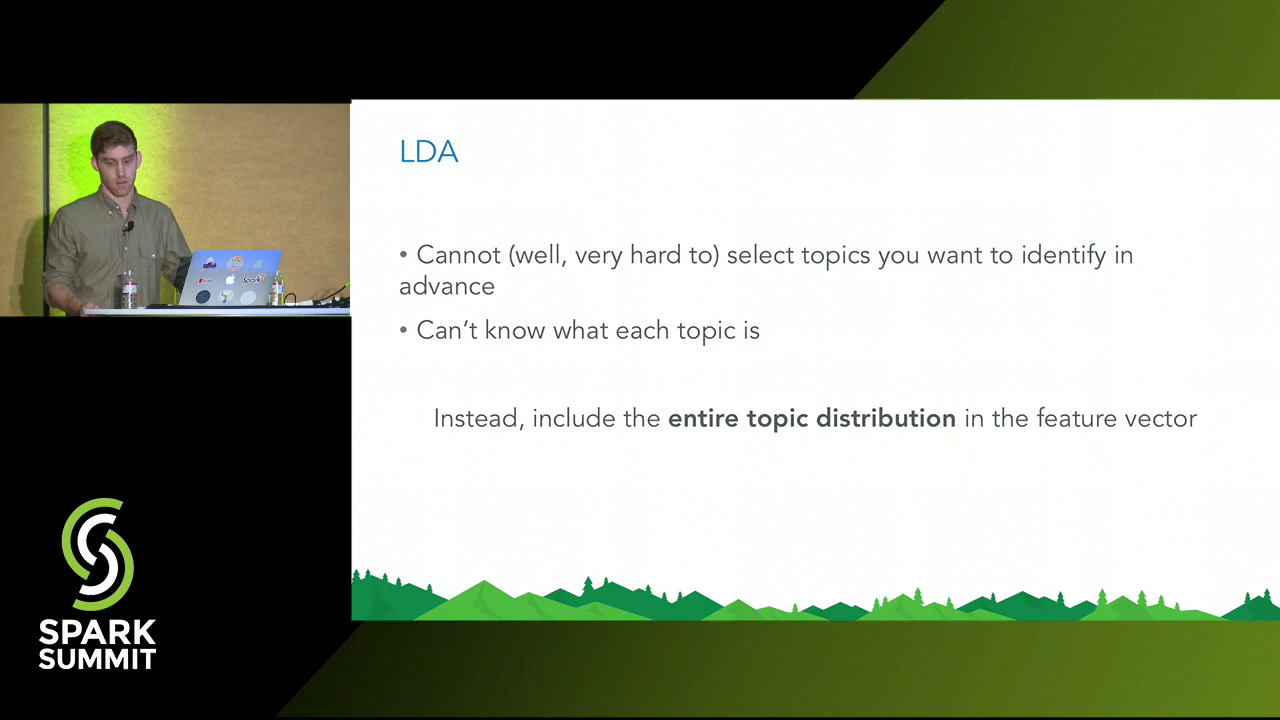 LDA
• Cannot (well, very hard to) select topics you want to identify in
advance
• Can’t know what each topic is
Instead, include the entire topic distribution in the feature vector
SPARK
SUMMIT